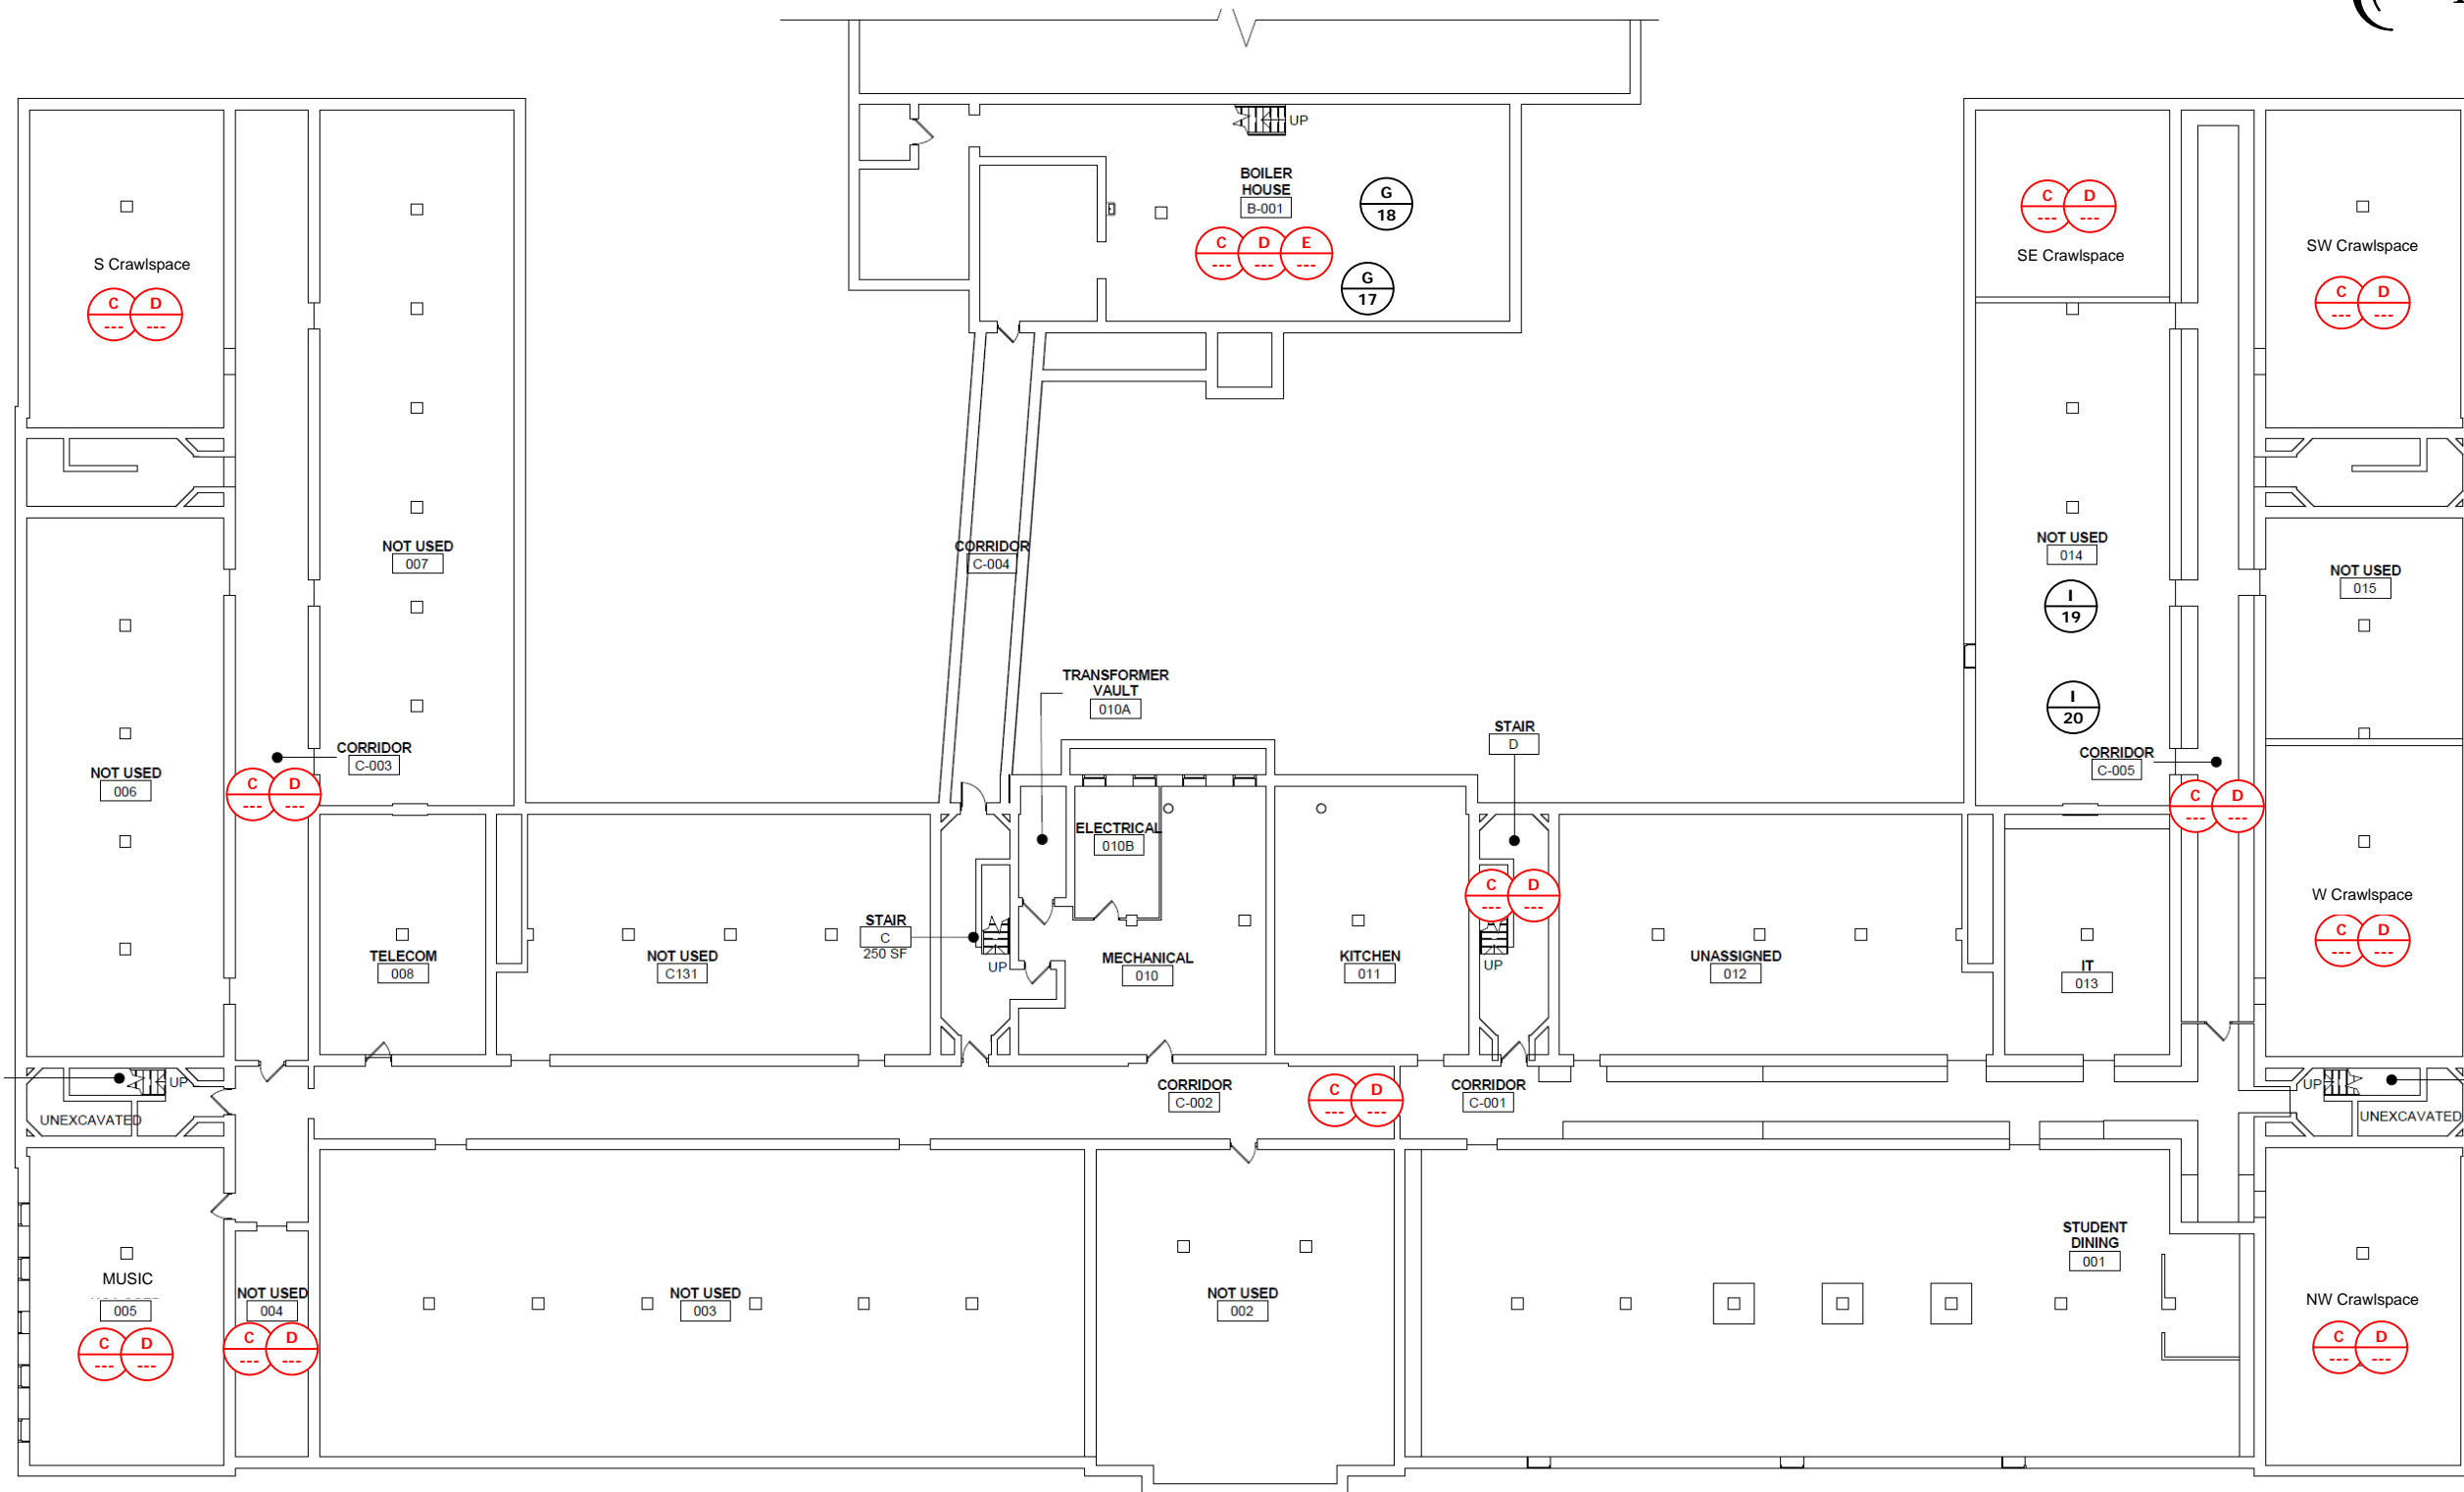 UP
BOILER
HOUSE
B-001
G
18
C D E
--- --- ---
G
17
C D
--- ---
SE Crawlspace
SW Crawlspace
C D
--- ---
S Crawlspace
C D
--- ---
NOT USED
007
CORRIDOR
C-004
NOT USED
014
I
19
NOT USED
015
I
20
TRANSFORMER
VAULT
010A
STAIR
D
CORRIDOR
C-003
NOT USED
006
C D
--- ---
CORRIDOR
C-005
C D
--- ---
ELECTRICAL
010B
C D
--- ---
W Crawlspace
C D
--- ---
TELECOM
008
NOT USED
C131
STAIR
C
250 SF
UP
MECHANICAL
010
KITCHEN
011
UP
UNASSIGNED
012
IT
013
UP
UNEXCAVATED
CORRIDOR
C-002
C D
--- ---
CORRIDOR
C-001
UP
UNEXCAVATED
MUSIC
005
C D
--- ---
NOT USED
004
C D
--- ---
NOT USED
003
NOT USED
002
STUDENT
DINING
001
NW Crawlspace
C D
--- ---